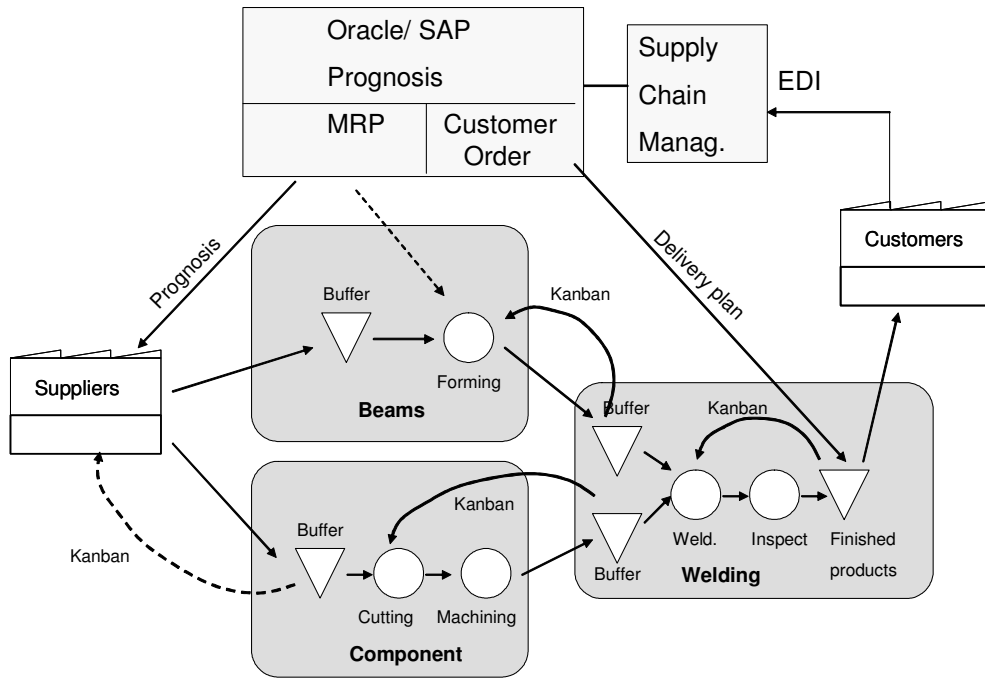 Oracle/ SAP
Prognosis
MRP
Customer
Order
Supply
Chain
Manag.
EDI
Customers
Prognosis
Delivery plan
Buffer
Kanban
Forming
Beams
Suppliers
Buffer
Kanban
Kanban
Buffer
Kanban
Buffer
Weld.
Inspect
Finished
products
Welding
Cutting
Machining
Component